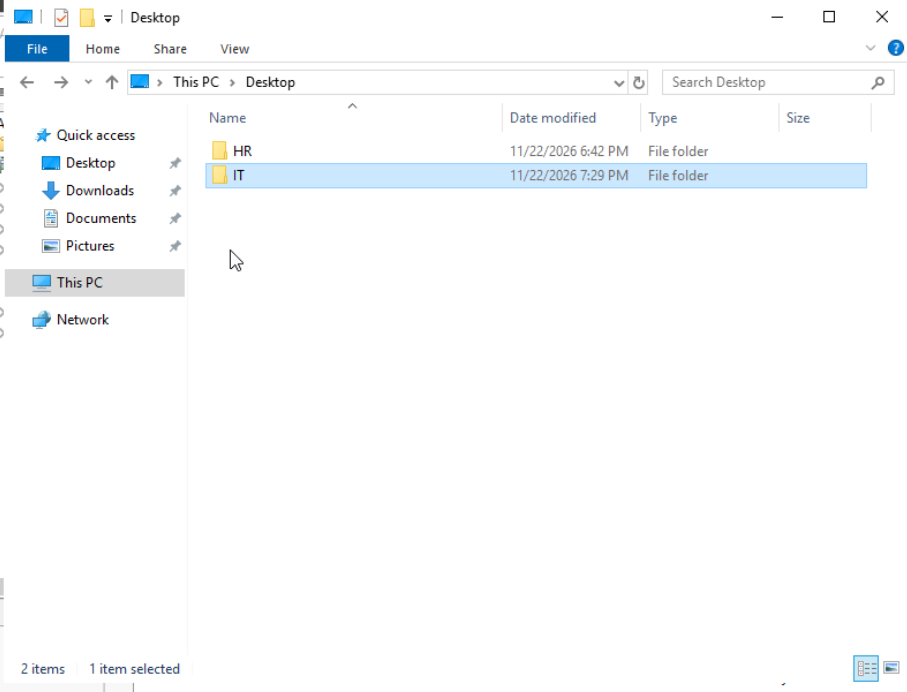 Desktop
File Home Share View
This PC Desktop Search Desktop
Name Date modified Type Size
Quick access
Desktop
Downloads
Documents
Pictures
This PC
Network
HR 11/22/2026 6:42 PM File folder
IT 11/22/2026 7:29 PM File folder
2 items 1 item selected